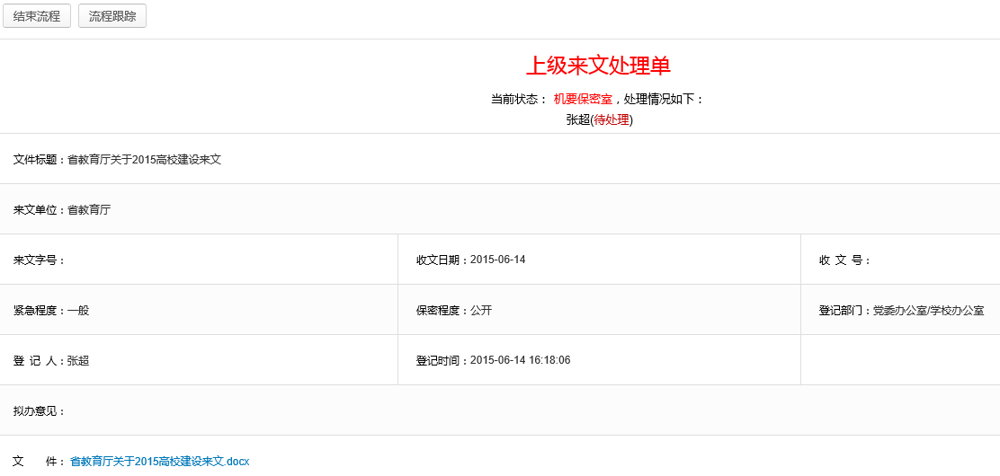 结束流程 流程跟踪
上级来文处理单
当前状态： 机要保密室，处理情况如下：
张超(待处理)
文件标题：省教育厅关于2015高校建设来文
来文单位：省教育厅
来文字号： 收文日期：2015-06-14 收 文 号：
紧急程度：一般 保密程度：公开 登记部门：党委办公室/学校办公室
登 记 人：张超 登记时间：2015-06-14 16:18:06
拟办意见：
文 件： 省教育厅关于2015高校建设来文.docx